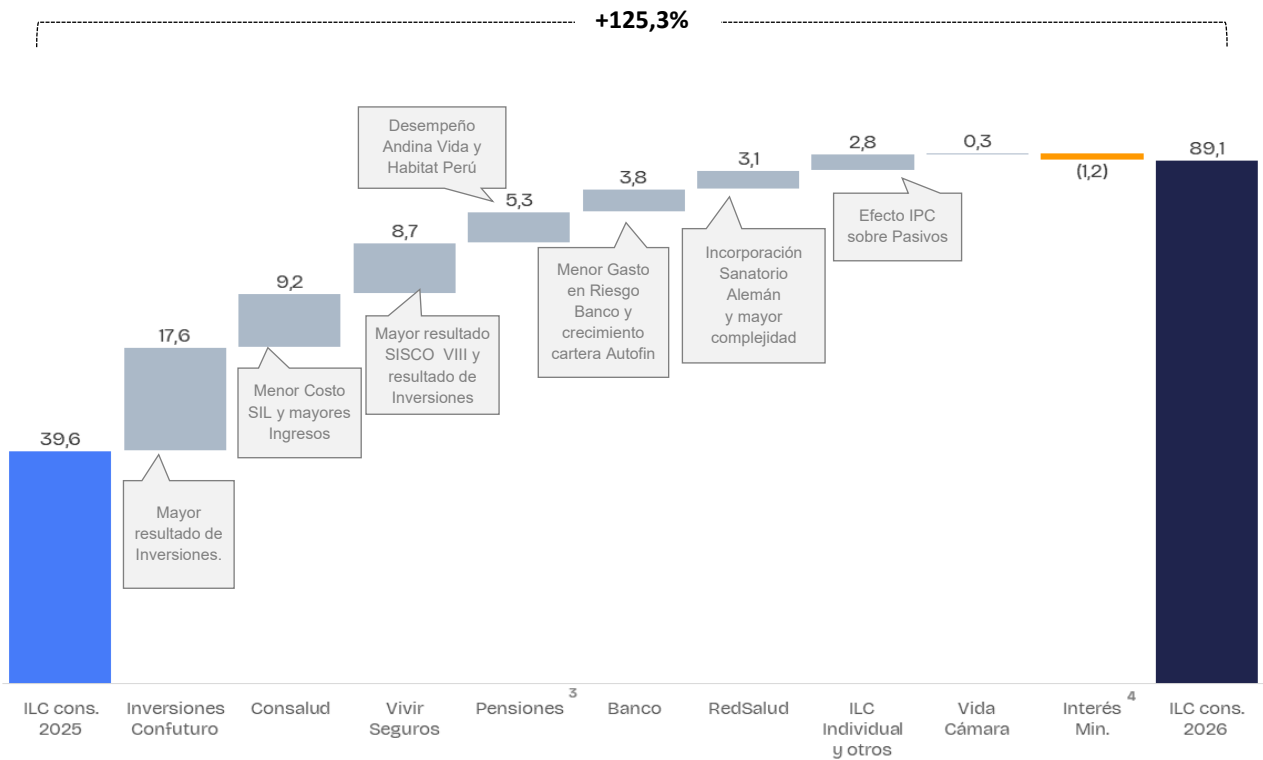 +125,3%
39,6
17,6
9,2
8,7
5,3
3,8
3,1
2,8
0,3
(1,2)
89,1
Mayor
resultado de
Inversiones.
Menor Costo
SIL y mayores
Ingresos
Mayor resultado
SISCO VIII y
resultado de
Inversiones
Desempeño
Andina Vida y
Habitat Perú
Menor Gasto
en Riesgo
Banco y
crecimiento
cartera Autofin
Incorporación
Sanatorio
Alemán
y mayor
complejidad
Efecto IPC
sobre Pasivos
ILC cons.
2025
Inversiones
Confuturo
Consalud
Vivir
Seguros
Pensiones 3
Banco
RedSalud
ILC
Individual
y otros
Vida
Cámara
Interés 4
Min.
ILC cons.
2026